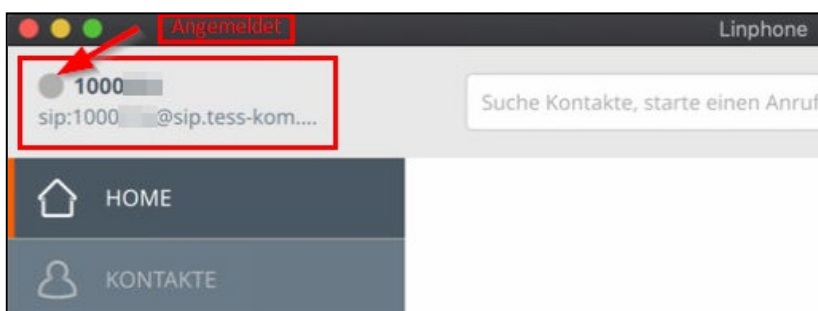 Angemeldet
Linphone
1000
sip:1000 @sip.tess-kom....
Suche Kontakte, starte einen Anruf
HOME
KONTAKTE